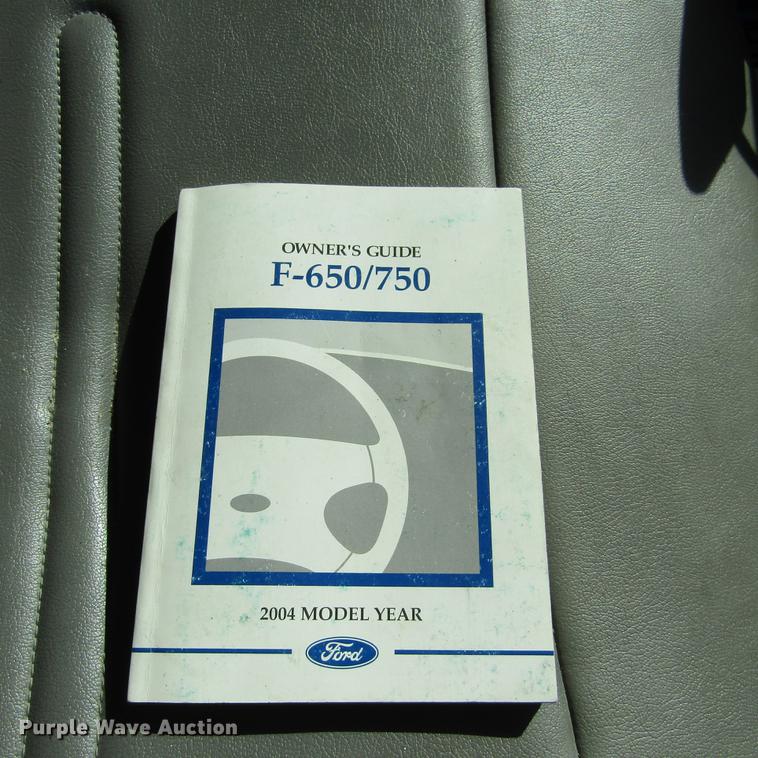 OWNER'S GUIDE
F-650/750
2004 MODEL YEAR
Ford
Purple Wave Auction